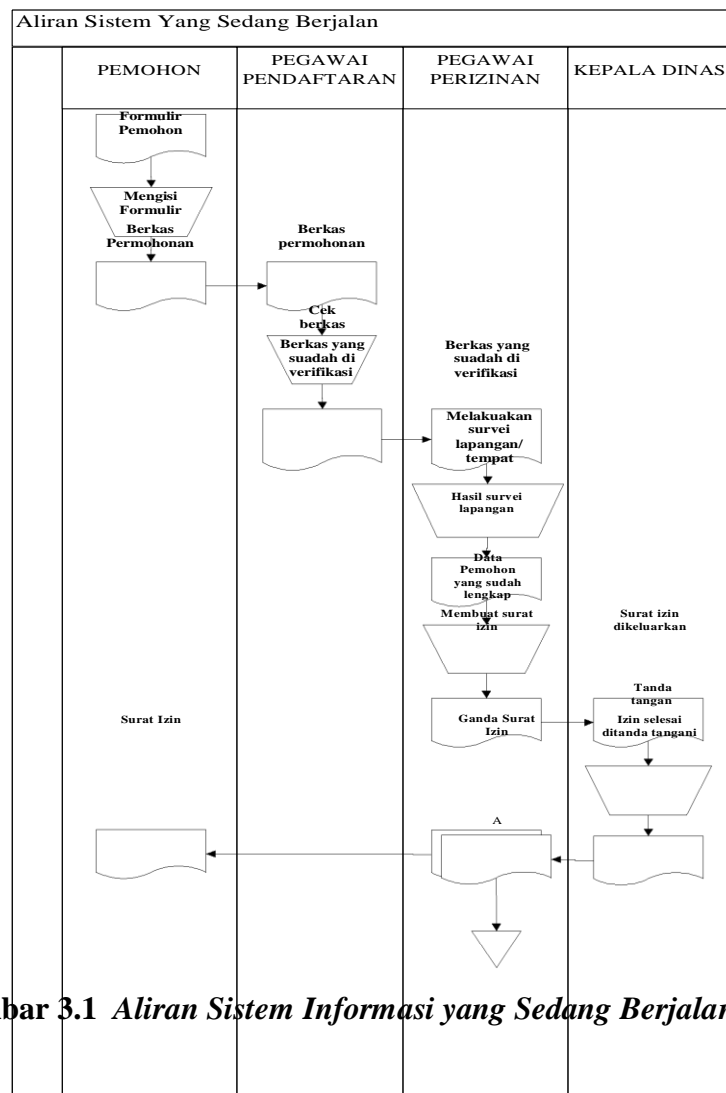 Aliran Sistem Yang Sedang Berjalan
PEMOHON
PEGAWAI
PENDAFTARAN
PEGAWAI
PERIZINAN
KEPALA DINAS
Formulir
Pemohon
Mengisi
Formulir
Berkas
Permohonan
Berkas
permohonan
Cek
berkas
Berkas yang
suadah di
verifikasi
Berkas yang
suadah di
verifikasi
Melakuakan
survei
lapangan/
tempat
Hasil survei
lapangan
Data
Pemohon
yang sudah
lengkap
Membuat surat
izin
Surat izin
dikeluarkan
Tanda
tangan
Surat Izin
Ganda Surat
Izin
Izin selesai
ditanda tangani
A
bar 3.1 Aliran Sistem Informasi yang Sedang Berjalan